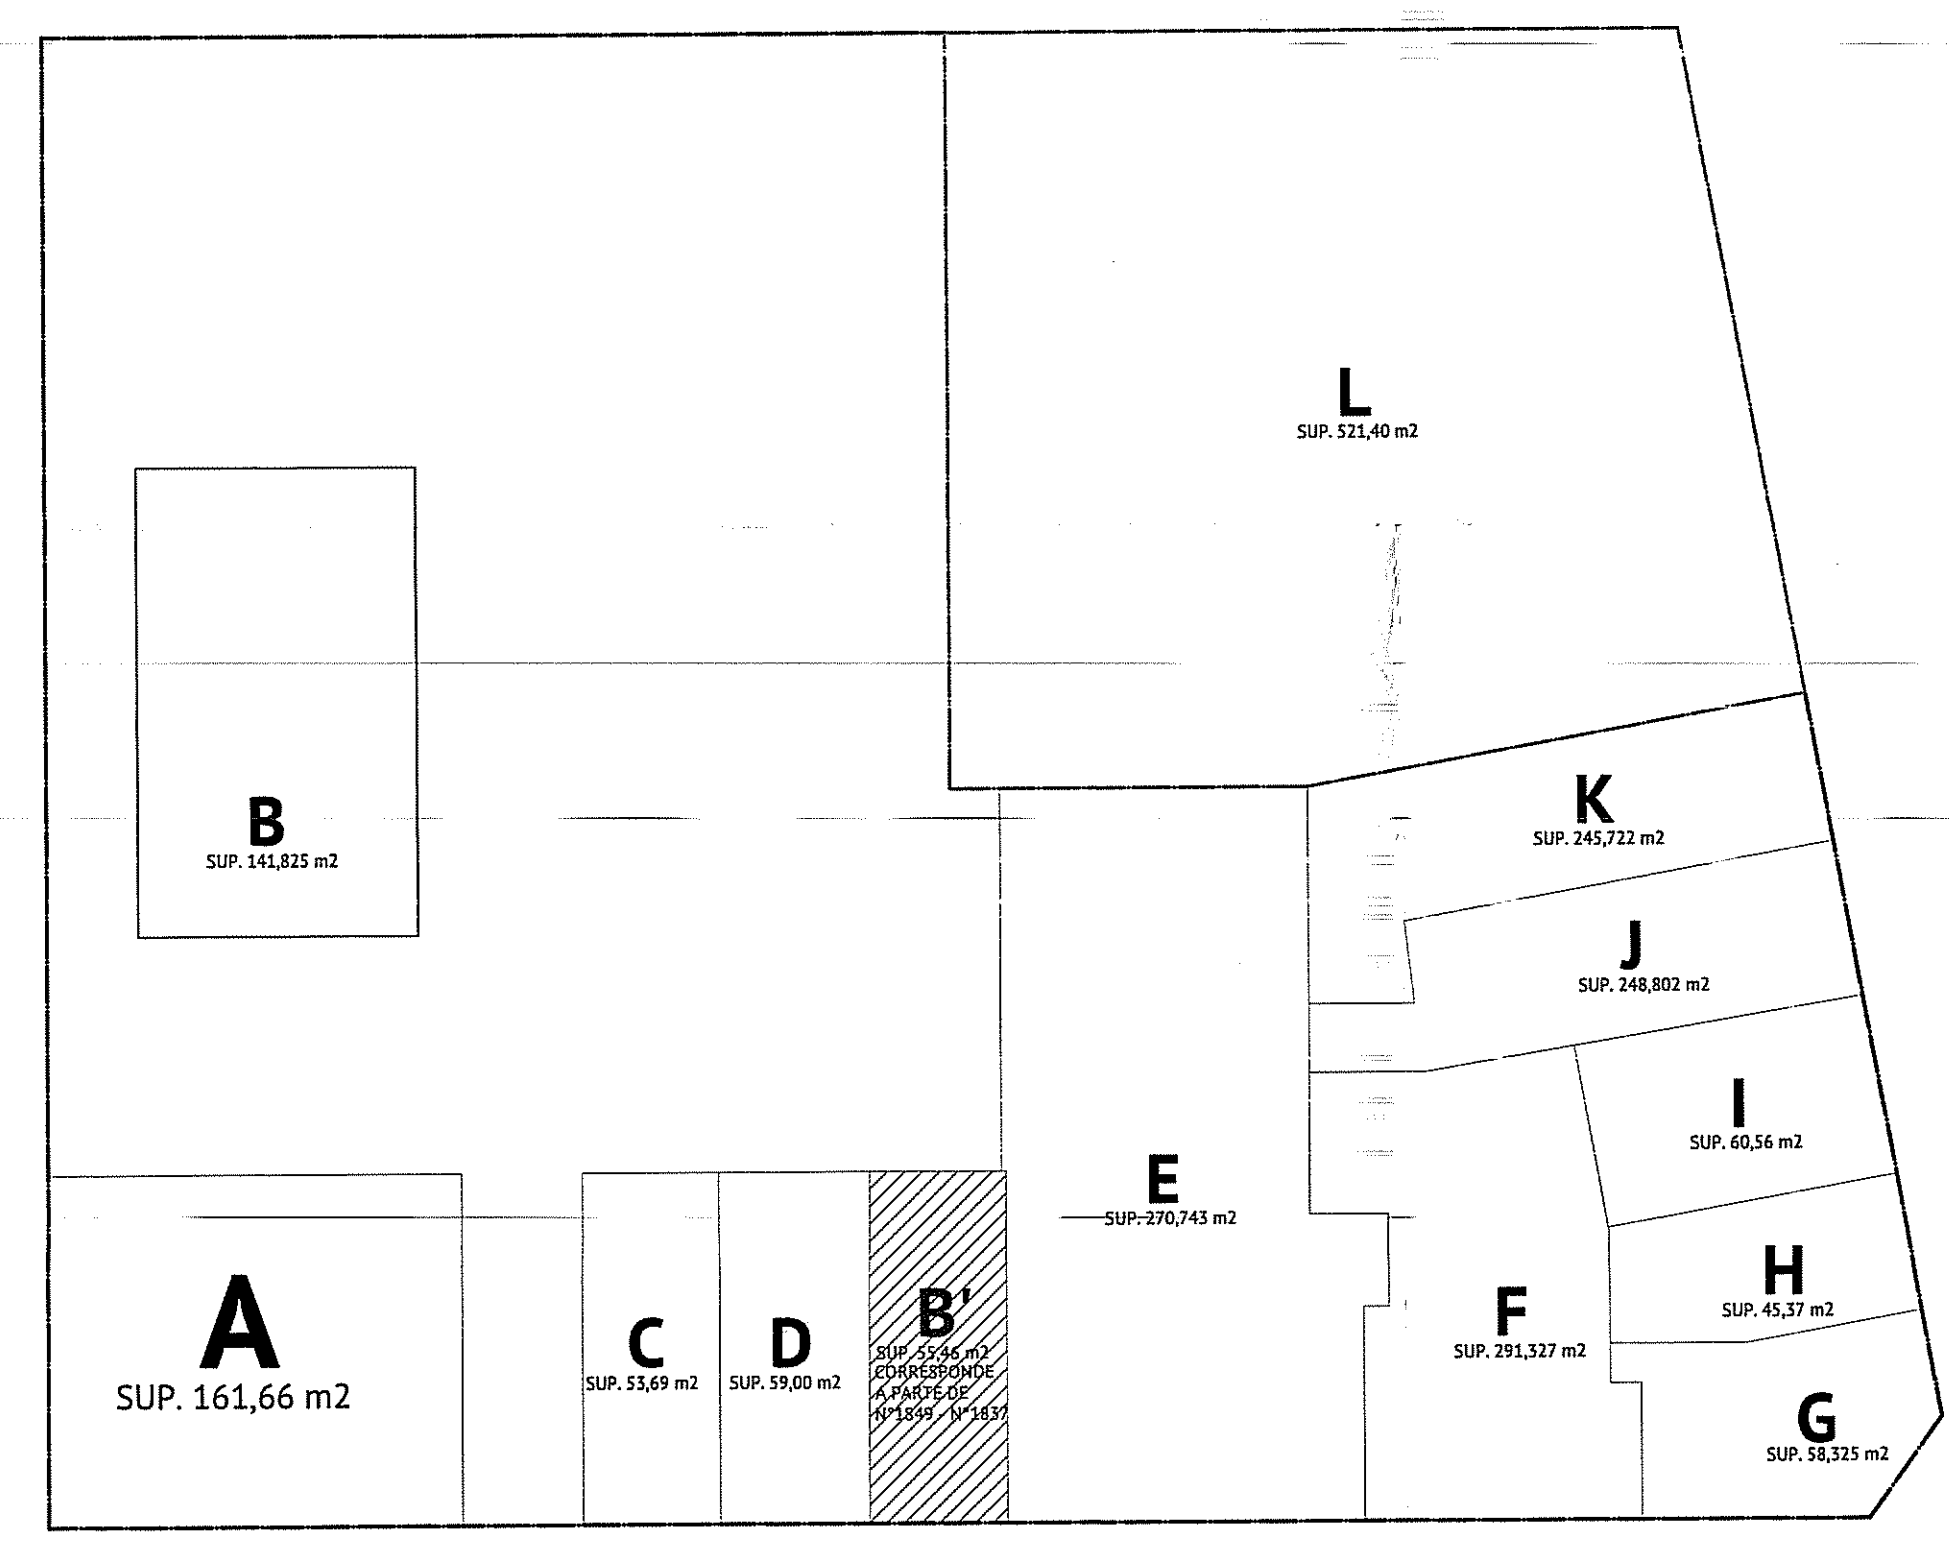 L
SUP. 521,40 m2
K
SUP. 245,722 m2
B
SUP. 141,825 m2
J
SUP. 248,802 m2
I
SUP. 60,56 m2
E
SUP. 270,743 m2
H
SUP. 45,37 m2
A
SUP. 161,66 m2
C
SUP. 53,69 m2
D
SUP. 59,00 m2
B'
SUP. 55,46 m2
CORRESPONDE
A PARTE DE
N°1849 - N°1837
F
SUP. 291,327 m2
G
SUP. 58,325 m2